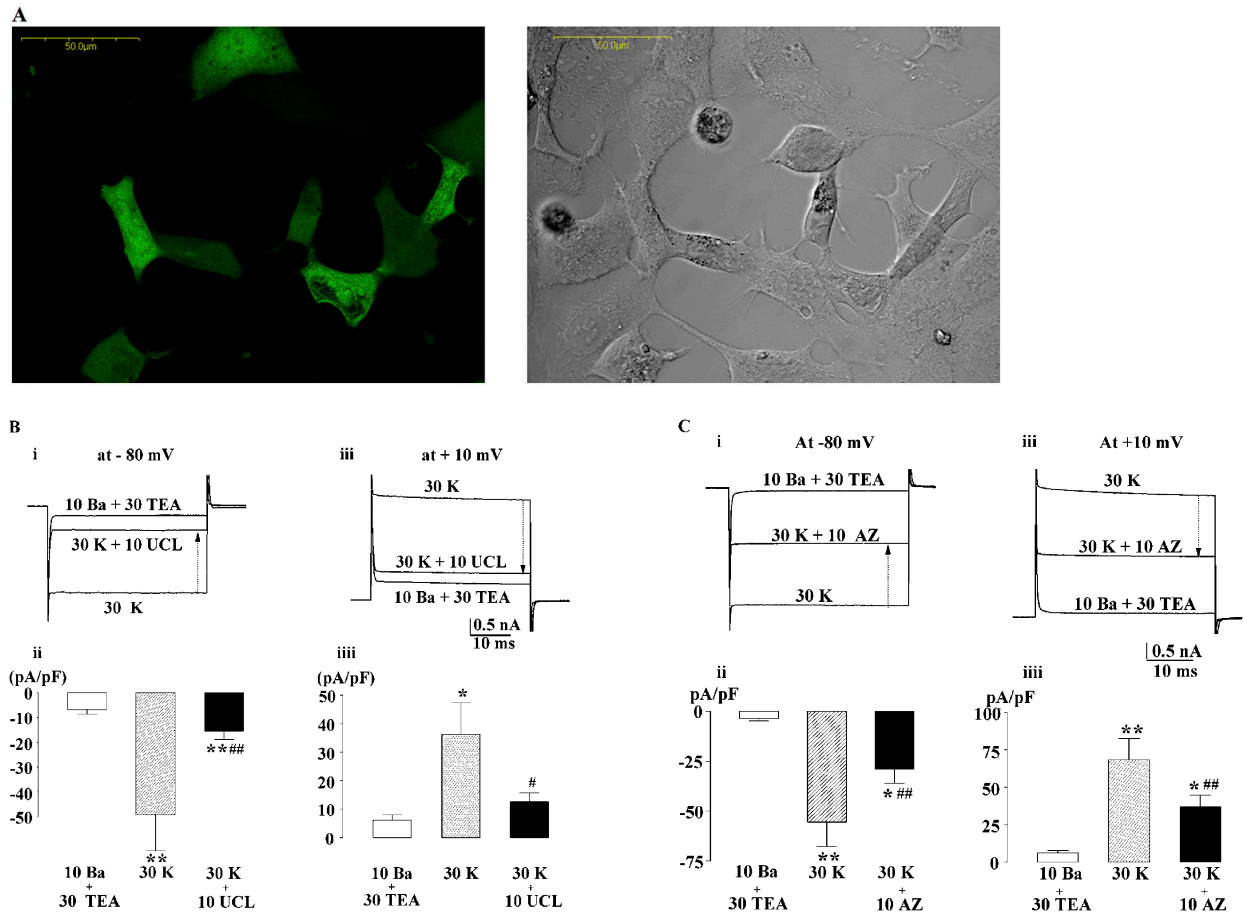 A
50.0µm
50.0µm
B
i
at - 80 mV
10 Ba + 30 TEA
30 K + 10 UCL
30 K
iii
at + 10 mV
30 K
30 K + 10 UCL
10 Ba + 30 TEA
0.5 nA
10 ms
ii
(pA/pF)
0
-10
-20
-30
-40
-50
**
**##
10 Ba
+
30 TEA
30 K
30 K
+
10 UCL
iiii
(pA/pF)
50
40
30
20
10
0
*
#
10 Ba
+
30 TEA
30 K
30 K
+
10 UCL
C
i
At -80 mV
10 Ba + 30 TEA
30 K + 10 AZ
30 K
iii
At +10 mV
30 K
30 K + 10 AZ
10 Ba + 30 TEA
0.5 nA
10 ms
ii
pA/pF
0
-25
-50
-75
**
* ##
10 Ba
+
30 TEA
30 K
30 K
+
10 AZ
iiii
pA/pF
100
75
50
25
0
**
* ##
10 Ba
+
30 TEA
30 K
30 K
+
10 AZ